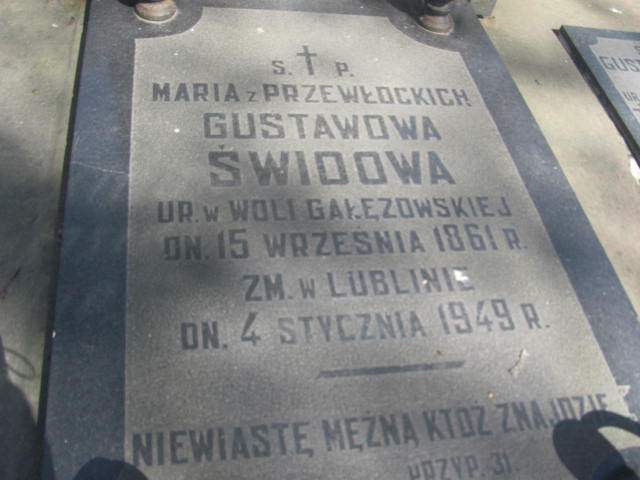 S. † P.
MARIA z PRZEWŁOCKICH
GUSTAWOWA
ŚWIDOWA
UR. w WOLI GAŁĘZOWSKIEJ
DN. 15 WRZEŚNIA 1861 R.
ZM. w LUBLINIE
DN. 4 STYCZNIA 1949 R.
NIEWIASTĘ MĘŻNĄ KTÓŻ ZNAJDZIE
PRZYP. 31.